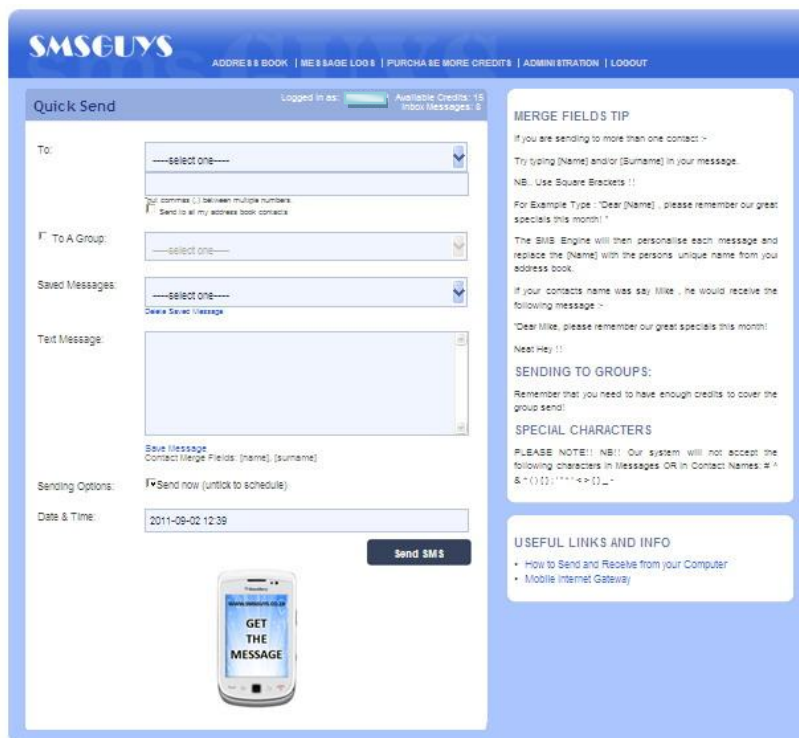 SMSGUYS
ADDRESS BOOK | MESSAGE LOGS | PURCHASE MORE CREDITS | ADMINISTRATION | LOGOUT
Quick Send
Logged in as:
Available Credits: 15
Inbox Messages: 8
To:
----select one----
Put commas (,) between multiple numbers
Send to all my address book contacts
To A Group:
----select one----
Saved Messages:
----select one----
Delete Saved Message
Text Message:
Save Message
Contact Merge Fields: [name], [surname]
Sending Options:
Send now (untick to schedule)
Date & Time:
2011-09-02 12:39
Send SMS
BlackBerry
www.smsguys.co.za
GET
THE
MESSAGE
MERGE FIELDS TIP
If you are sending to more than one contact :-
Try typing [Name] and/or [Surname] in your message.
NB.. Use Square Brackets !!
For Example Type : "Dear [Name] , please remember our great
specials this month! "
The SMS Engine will then personalise each message and
replace the [Name] with the persons unique name from your
address book.
If your contacts name was say Mike , he would receive the
following message :-
"Dear Mike, please remember our great specials this month!
Neat Hey !!
SENDING TO GROUPS:
Remember that you need to have enough credits to cover the
group send!
SPECIAL CHARACTERS
PLEASE NOTE!! NB!! Our system will not accept the
following characters in Messages OR in Contact Names. # ^
USEFUL LINKS AND INFO
• How to Send and Receive from your Computer
• Mobile Internet Gateway